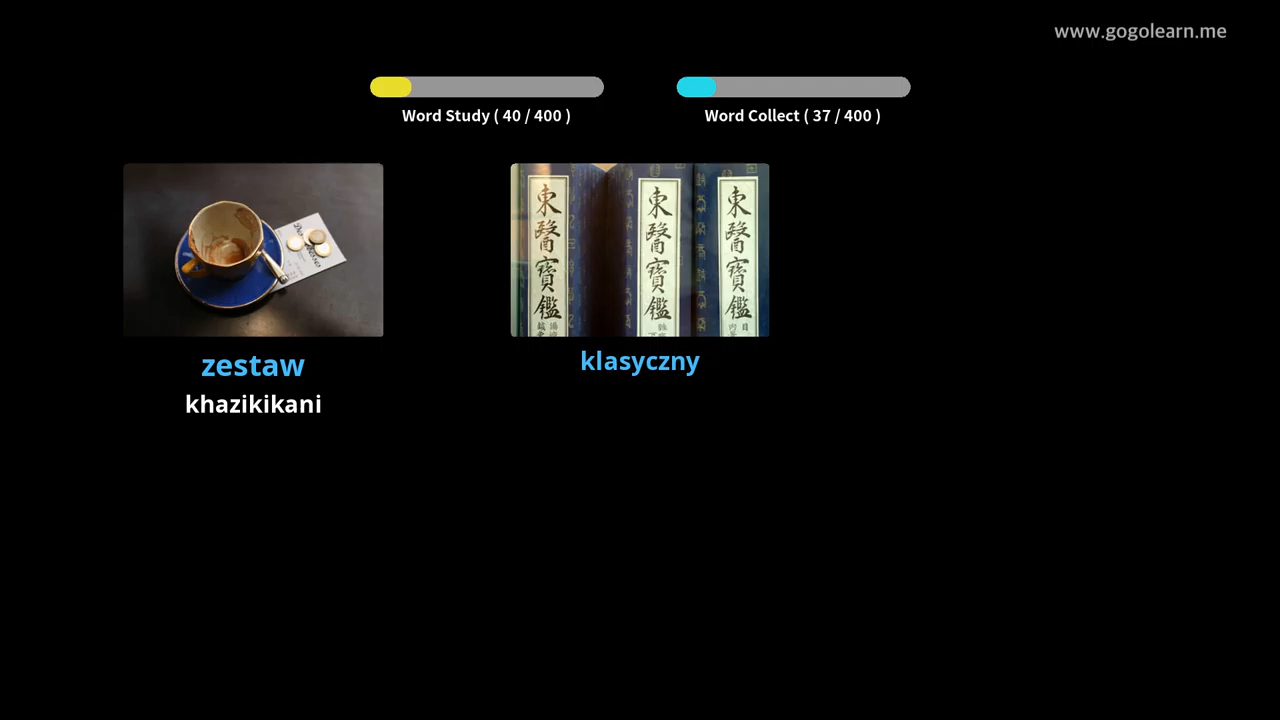 www.gogolearn.me
Word Study ( 40 / 400 )
Word Collect ( 37 / 400 )
東醫寶鑑
東醫寶鑑
東醫寶鑑
zestaw
khazikikani
klasyczny